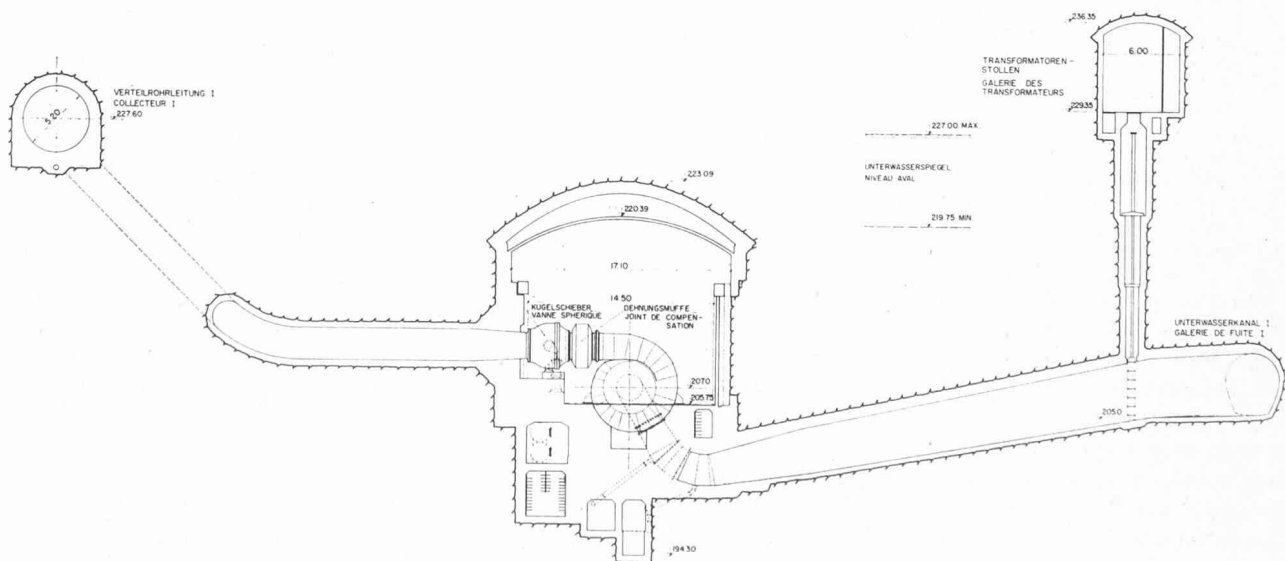 VERTEILROHRLEITUNG I
COLLECTEUR I
227.60
5.20
236.35
6.00
TRANSFORMATOREN-
STOLLEN
GALERIE DES
TRANSFORMATEURS
229.35
227.00 MAX.
UNTERWASSERSPIEGEL
NIVEAU AVAL
219.75 MIN
223.09
220.39
17.10
14.50
KUGELSCHIEBER
VANNE SPHERIQUE
DEHNUNGSMUFFE
JOINT DE COMPEN-
SATION
207.0
205.75
UNTERWASSERKANAL I
GALERIE DE FUITE I
205.0
194.30